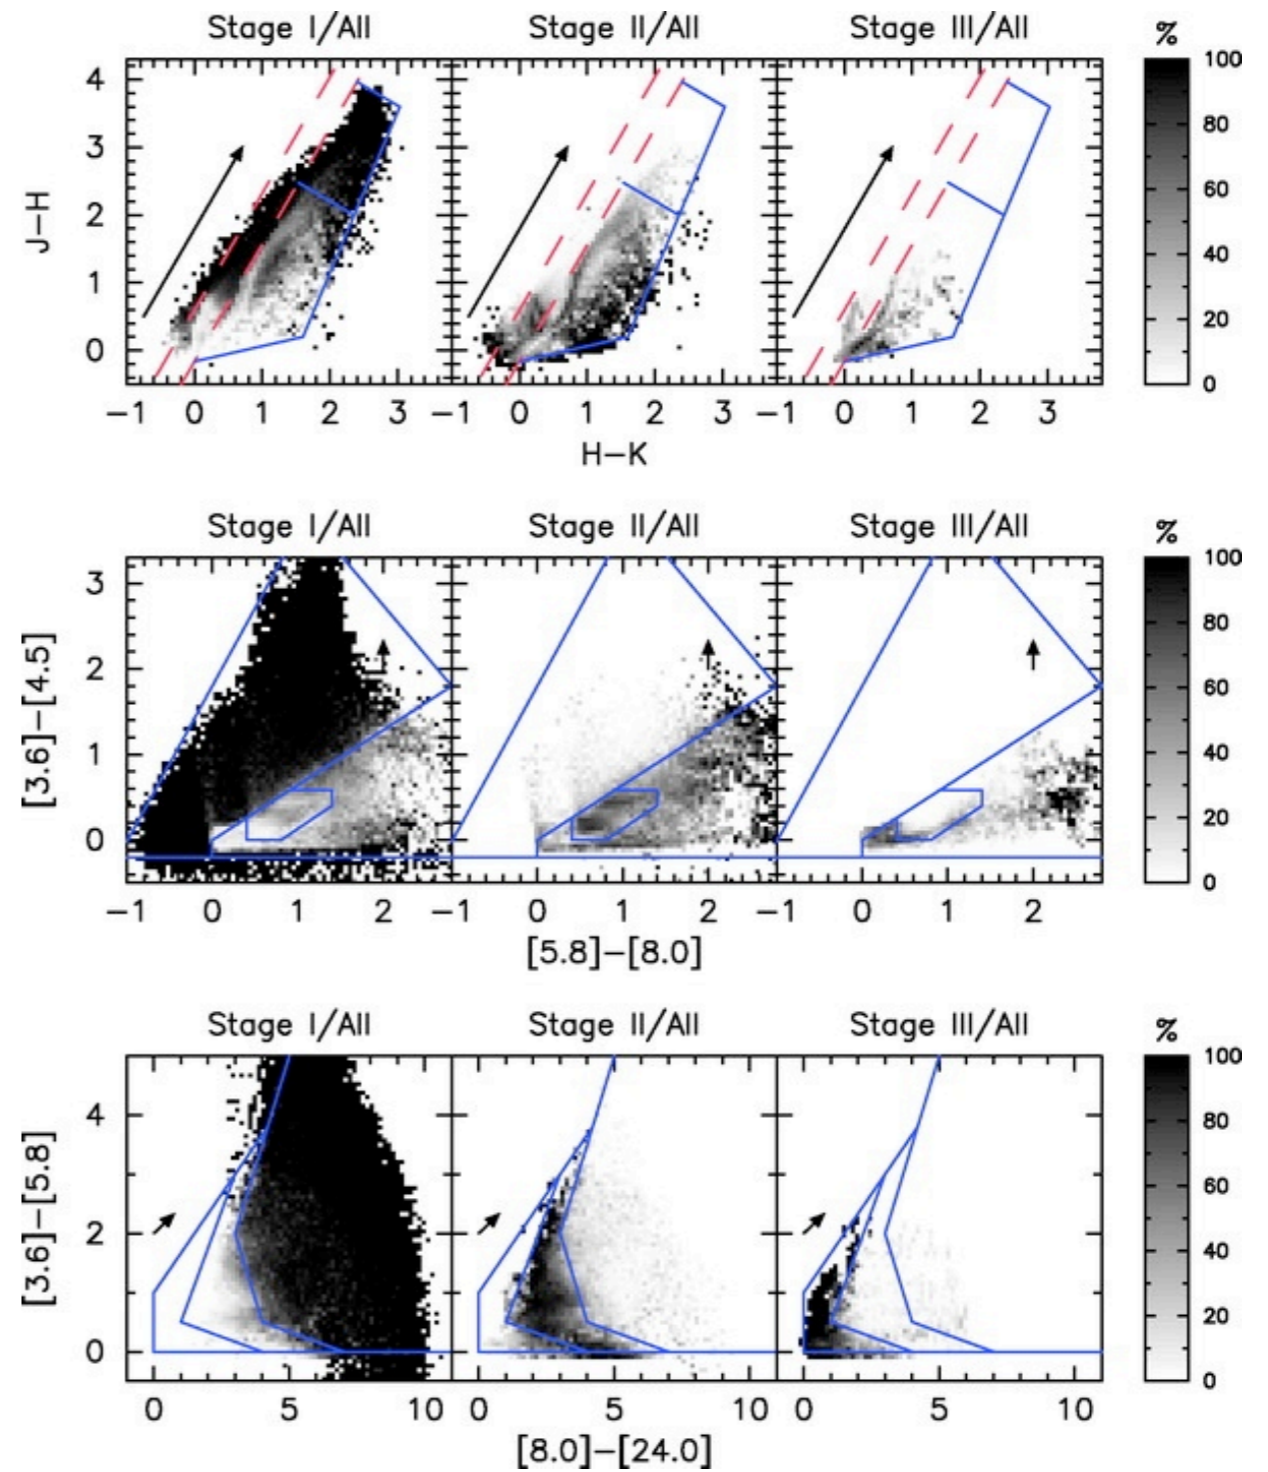 Stage I/All Stage II/All Stage III/All %
4 3 2 1 0
J−H
100 80 60 40 20 0
−1 0 1 2 3 −1 0 1 2 3 −1 0 1 2 3
H−K
Stage I/All Stage II/All Stage III/All %
3 2 1 0
[3.6]−[4.5]
100 80 60 40 20 0
−1 0 1 2 −1 0 1 2 −1 0 1 2
[5.8]−[8.0]
Stage I/All Stage II/All Stage III/All %
4 2 0
[3.6]−[5.8]
100 80 60 40 20 0
0 5 10 0 5 10 0 5 10
[8.0]−[24.0]